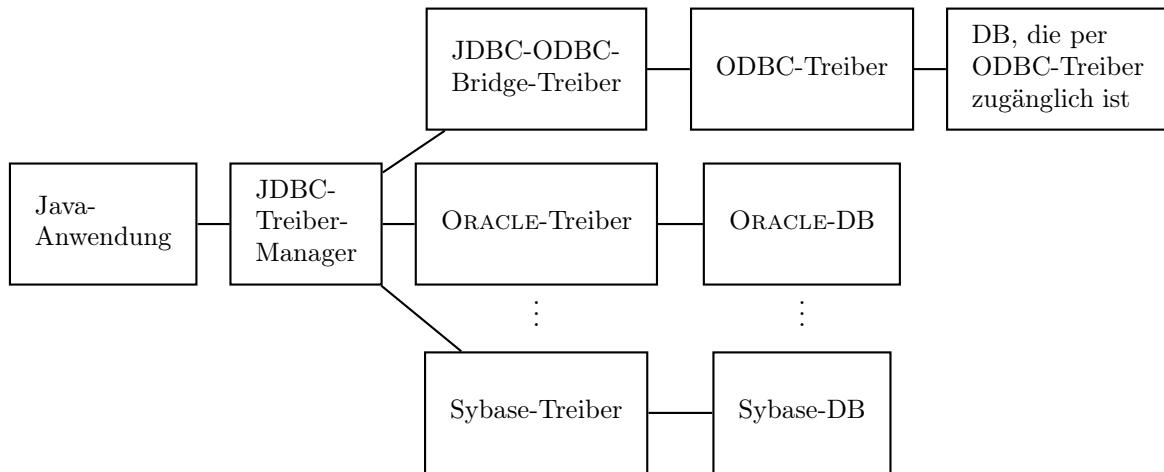 JDBC-ODBC-
Bridge-Treiber
ODBC-Treiber
DB, die per
ODBC-Treiber
zugänglich ist
Java-
Anwendung
JDBC-
Treiber-
Manager
ORACLE-Treiber
ORACLE-DB
⋮
⋮
Sybase-Treiber
Sybase-DB